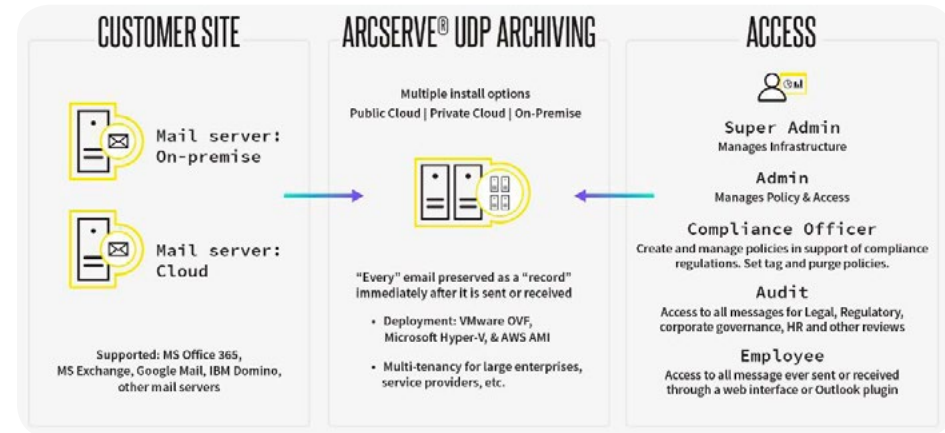 CUSTOMER SITE
Mail server:
On-premise
Mail server:
Cloud
Supported: MS Office 365,
MS Exchange, Google Mail, IBM Domino,
other mail servers
ARCSERVE® UDP ARCHIVING
Multiple install options
Public Cloud | Private Cloud | On-Premise
“Every” email preserved as a “record”
immediately after it is sent or received
• Deployment: VMware OVF,
Microsoft Hyper-V, & AWS AMI
• Multi-tenancy for large enterprises,
service providers, etc.
ACCESS
Super Admin
Manages Infrastructure
Admin
Manages Policy & Access
Compliance Officer
Create and manage policies in support of compliance
regulations. Set tag and purge policies.
Audit
Access to all messages for Legal, Regulatory,
corporate governance, HR and other reviews
Employee
Access to all message ever sent or received
through a web interface or Outlook plugin